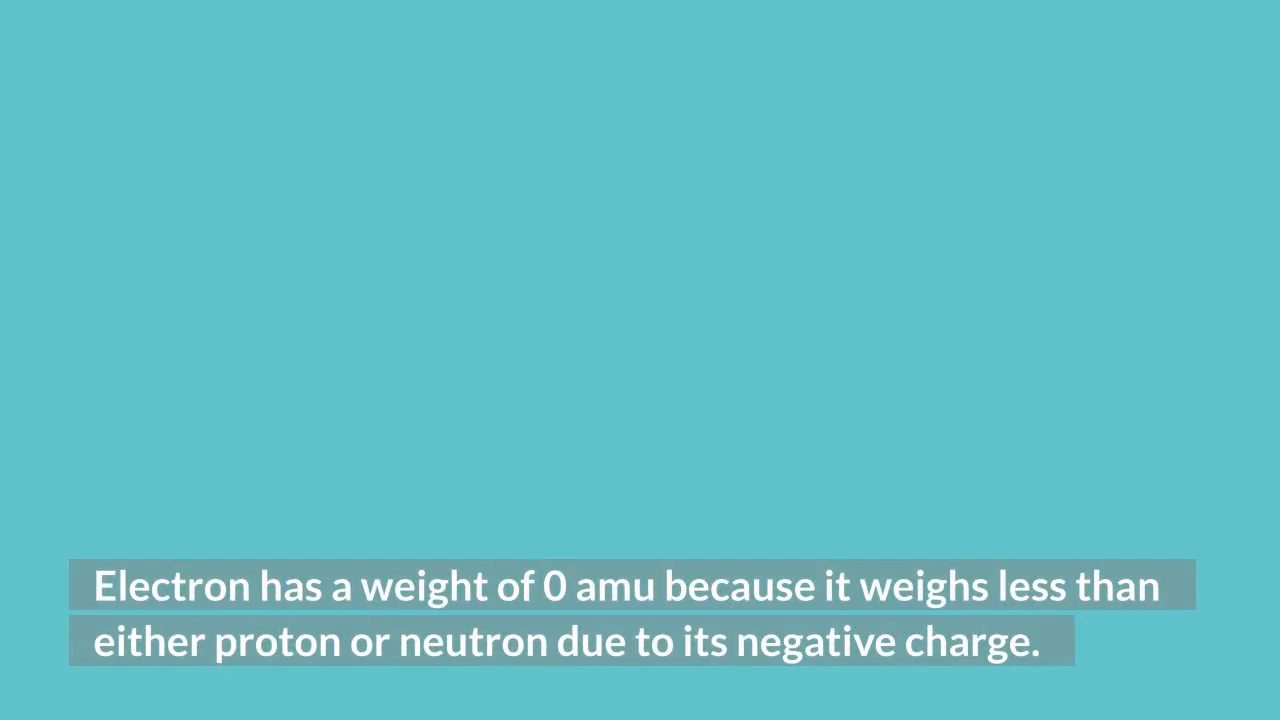 Electron has a weight of 0 amu because it weighs less than
either proton or neutron due to its negative charge.